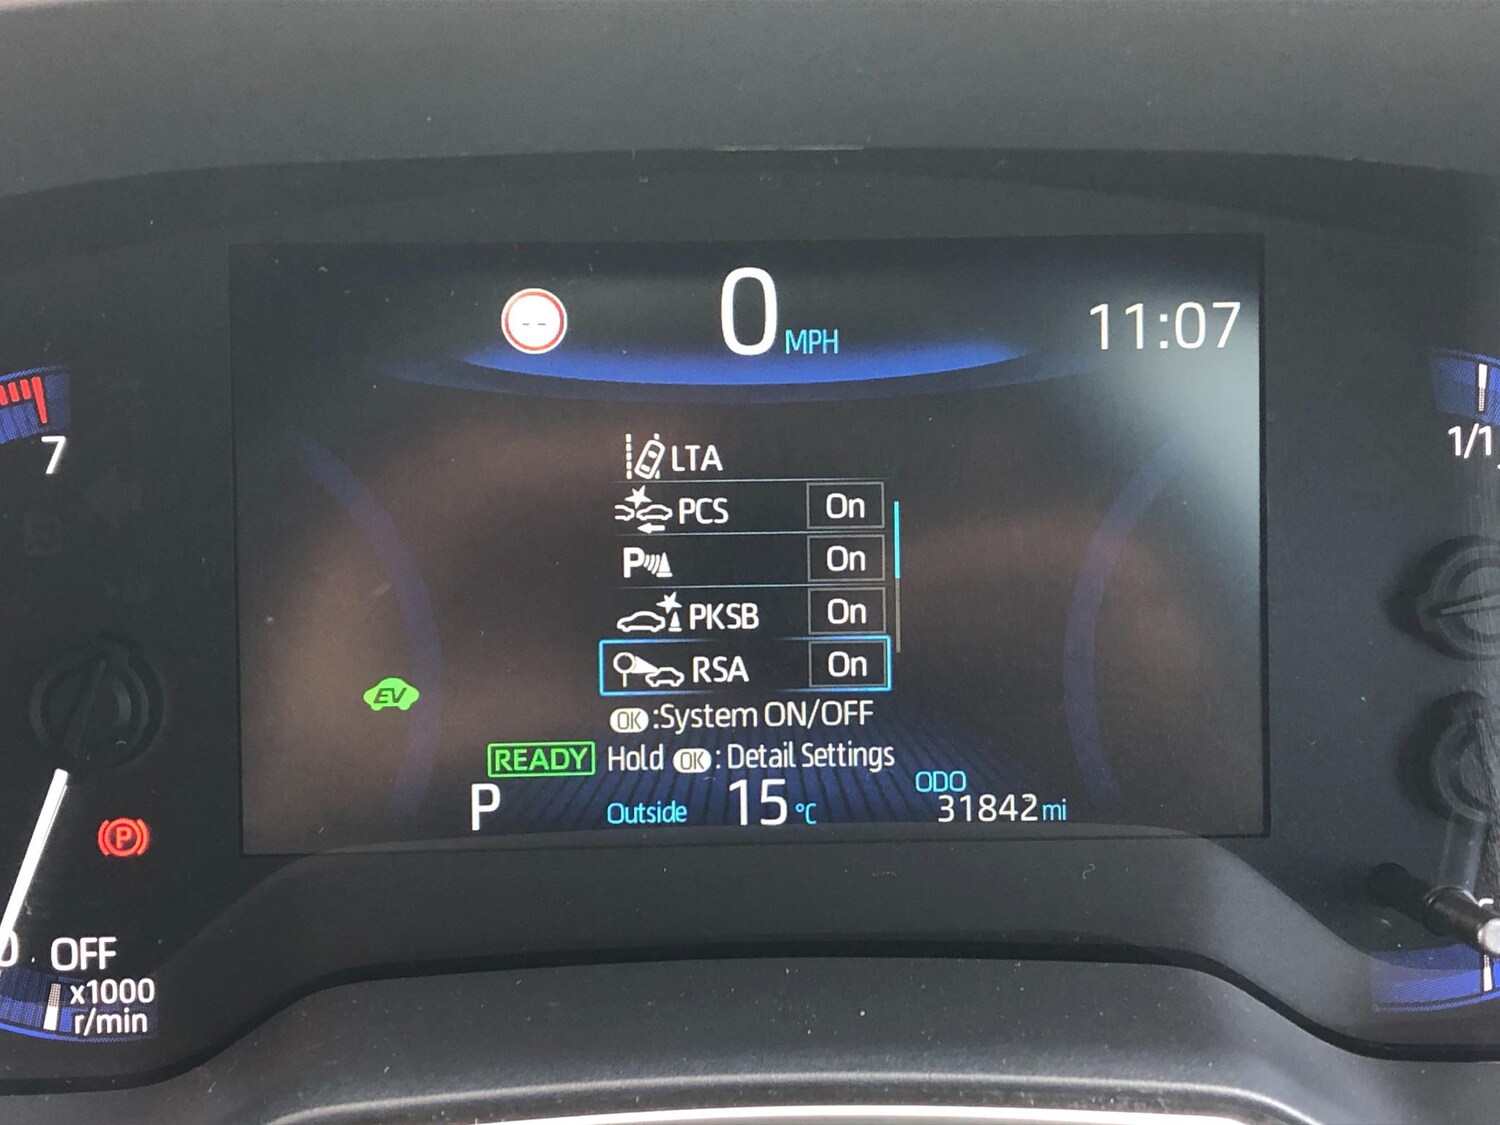 -- 0 MPH 11:07
7
1/1
LTA
PCS On
P On
PKSB On
RSA On
EV
OK :System ON/OFF
READY Hold OK : Detail Settings
P Outside 15 °C ODO
31842 mi
P
0 OFF
x1000
r/min